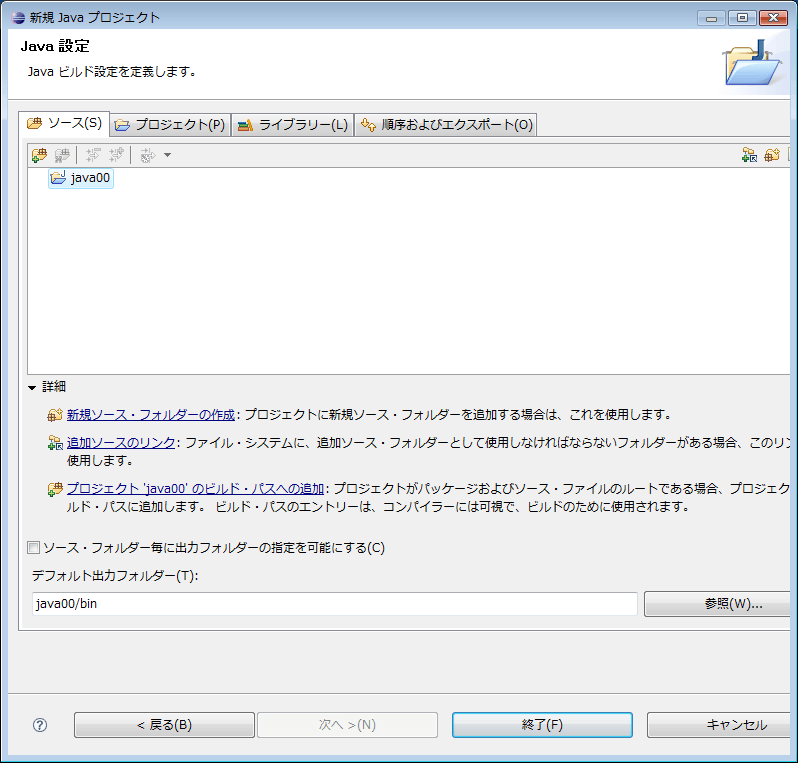 新規 Java プロジェクト
Java 設定
Java ビルド設定を定義します。
ソース(S) プロジェクト(P) ライブラリー(L) 順序およびエクスポート(O)
java00
詳細
新規ソース・フォルダーの作成: プロジェクトに新規ソース・フォルダーを追加する場合は、これを使用します。
追加ソースのリンク: ファイル・システムに、追加ソース・フォルダーとして使用しなければならないフォルダーがある場合、このリン
使用します。
プロジェクト 'java00' のビルド・パスへの追加: プロジェクトがパッケージおよびソース・ファイルのルートである場合、プロジェク
ルド・パスに追加します。 ビルド・パスのエントリーは、コンパイラーには可視で、ビルドのために使用されます。
ソース・フォルダー毎に出力フォルダーの指定を可能にする(C)
デフォルト出力フォルダー(T):
java00/bin 参照(W)...
? < 戻る(B) 次へ >(N) 終了(F) キャンセル